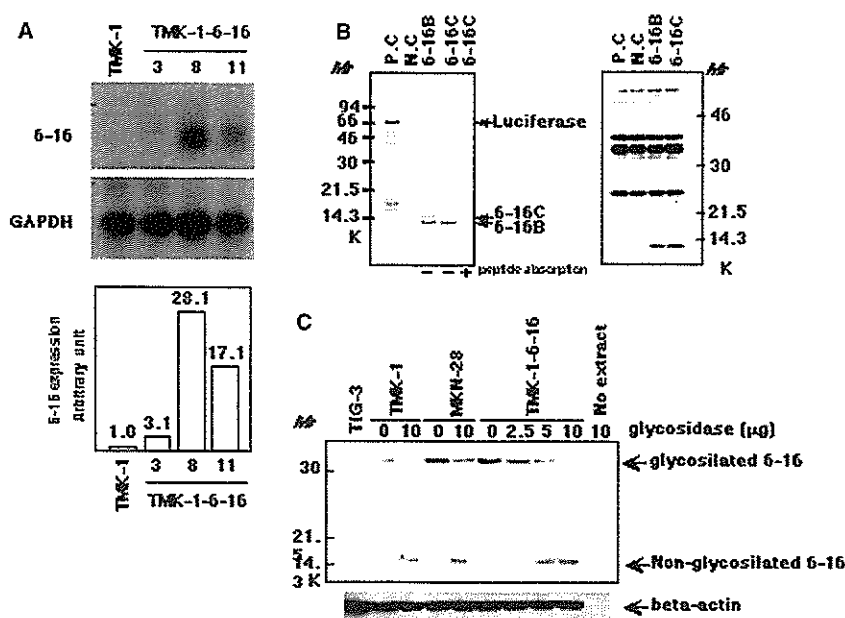 A
TMK-1
TMK-1-6-16
3 8 11
6-16
GAPDH
6-16 expression
Arbitrary unit
1.0
3.1
28.1
17.1
TMK-1
3 8 11
TMK-1-6-16
B
P.C
N.C
6-16B
6-16C
6-16C
Mr
94
66
46
30
21.5
14.3
K
Luciferase
6-16C
6-16B
− − + peptide absorption
P.C
N.C
6-16B
6-16C
Mr
46
30
21.5
14.3
K
C
TIG-3
TMK-1
MKN-28
TMK-1-6-16
No extract
Mr
0 10 0 10 0 2.5 5 10 10 glycosidase (µg)
30
21.
5
14.
3 K
glycosilated 6-16
Non-glycosilated 6-16
beta-actin